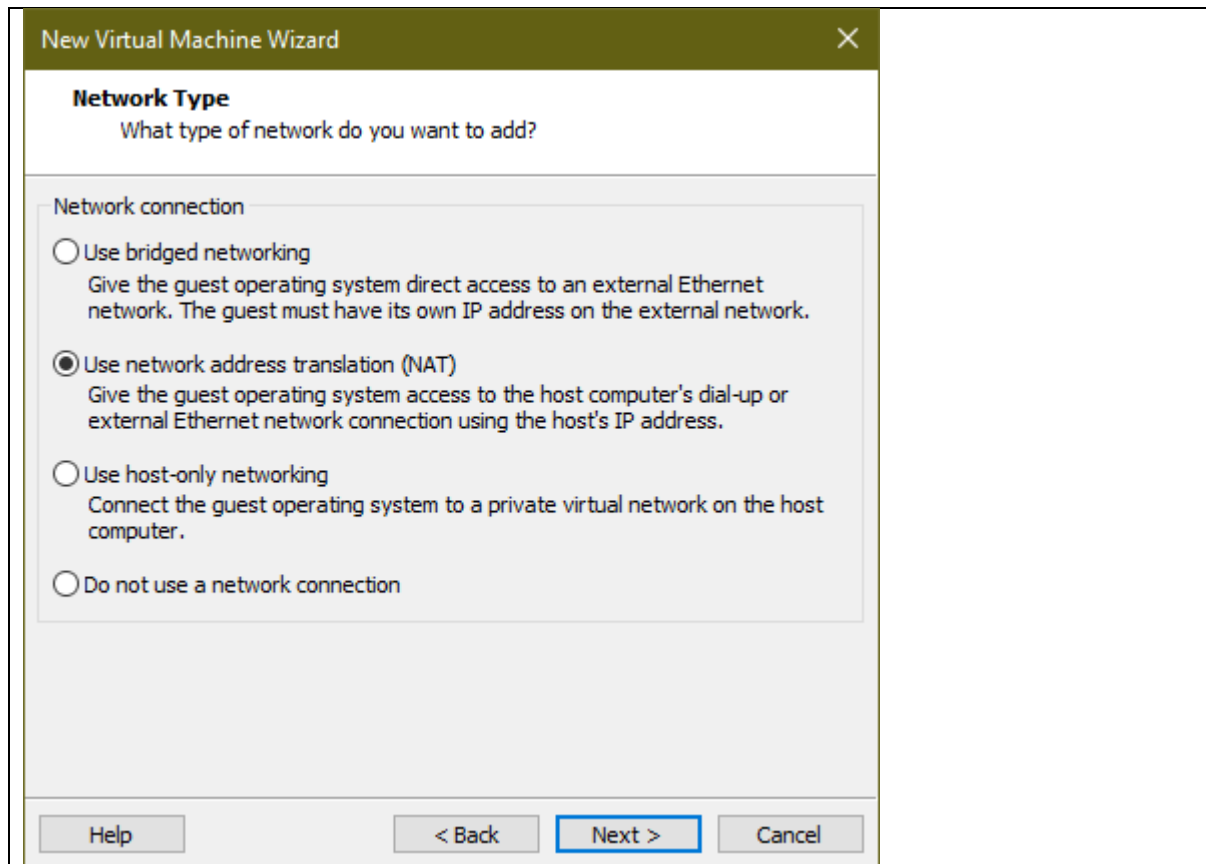 New Virtual Machine Wizard
Network Type
What type of network do you want to add?
Network connection
Use bridged networking
Give the guest operating system direct access to an external Ethernet
network. The guest must have its own IP address on the external network.
Use network address translation (NAT)
Give the guest operating system access to the host computer's dial-up or
external Ethernet network connection using the host's IP address.
Use host-only networking
Connect the guest operating system to a private virtual network on the host
computer.
Do not use a network connection
Help
< Back
Next >
Cancel